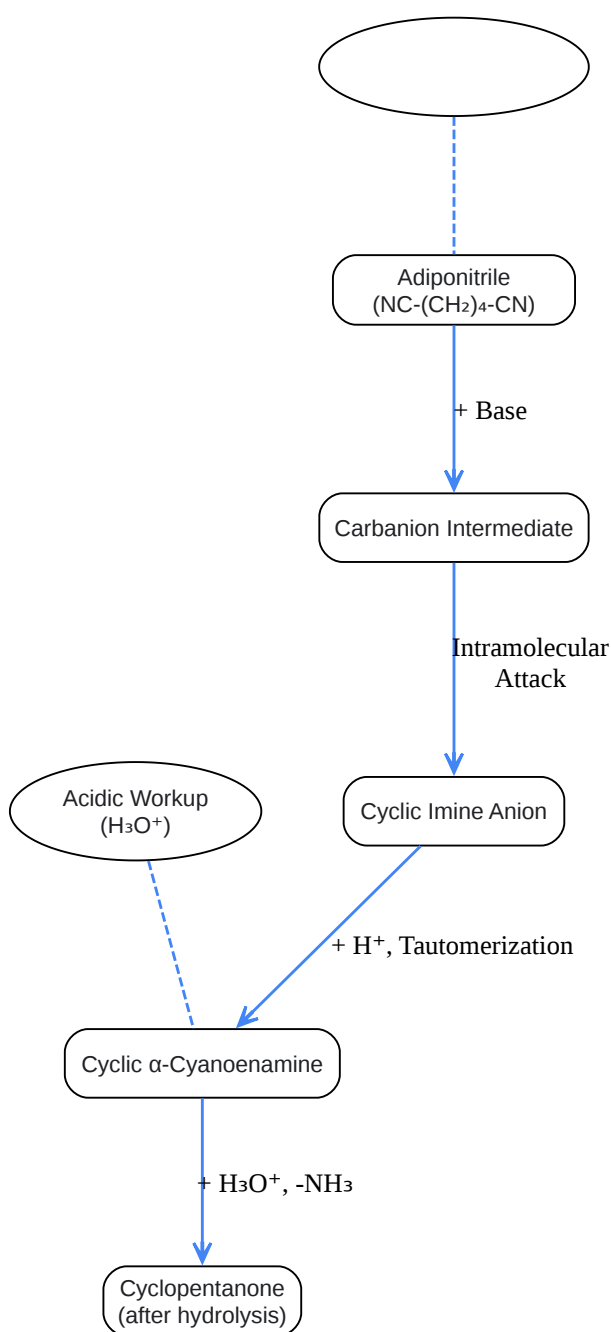 Adiponitrile
(NC-(CH₂)₄-CN)
+ Base
Carbanion Intermediate
Intramolecular
Attack
Acidic Workup
(H₃O⁺)
Cyclic Imine Anion
+ H⁺, Tautomerization
Cyclic α-Cyanoenamine
+ H₃O⁺, -NH₃
Cyclopentanone
(after hydrolysis)